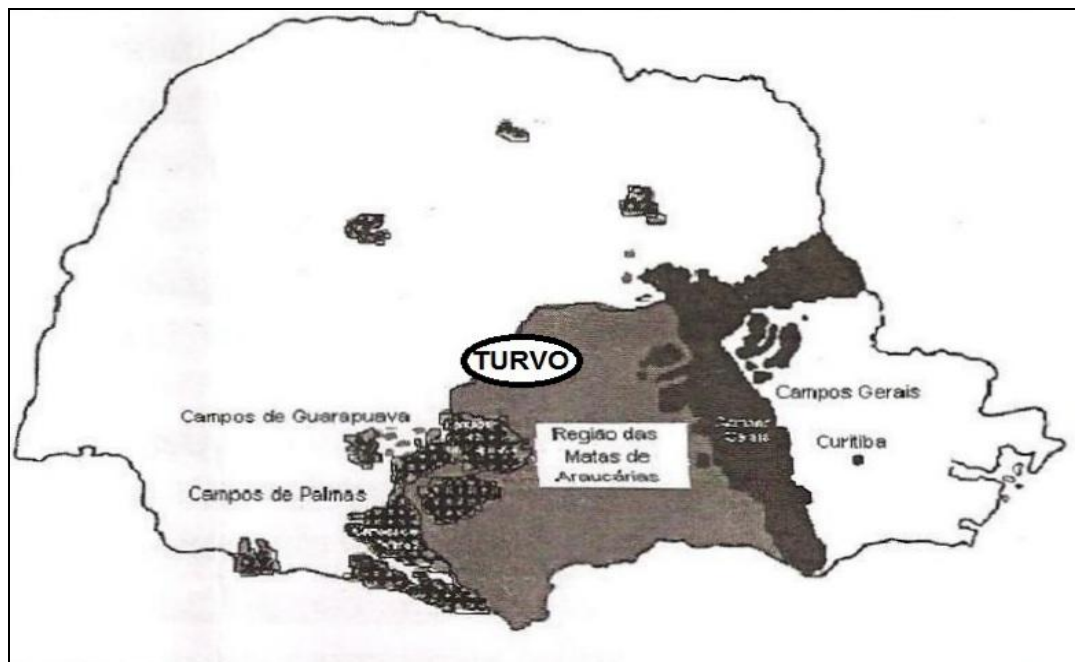 TURVO
Campos de Guarapuava
Campos de Palmas
Região das
Matas de
Araucárias
Campos Gerais
Curitiba